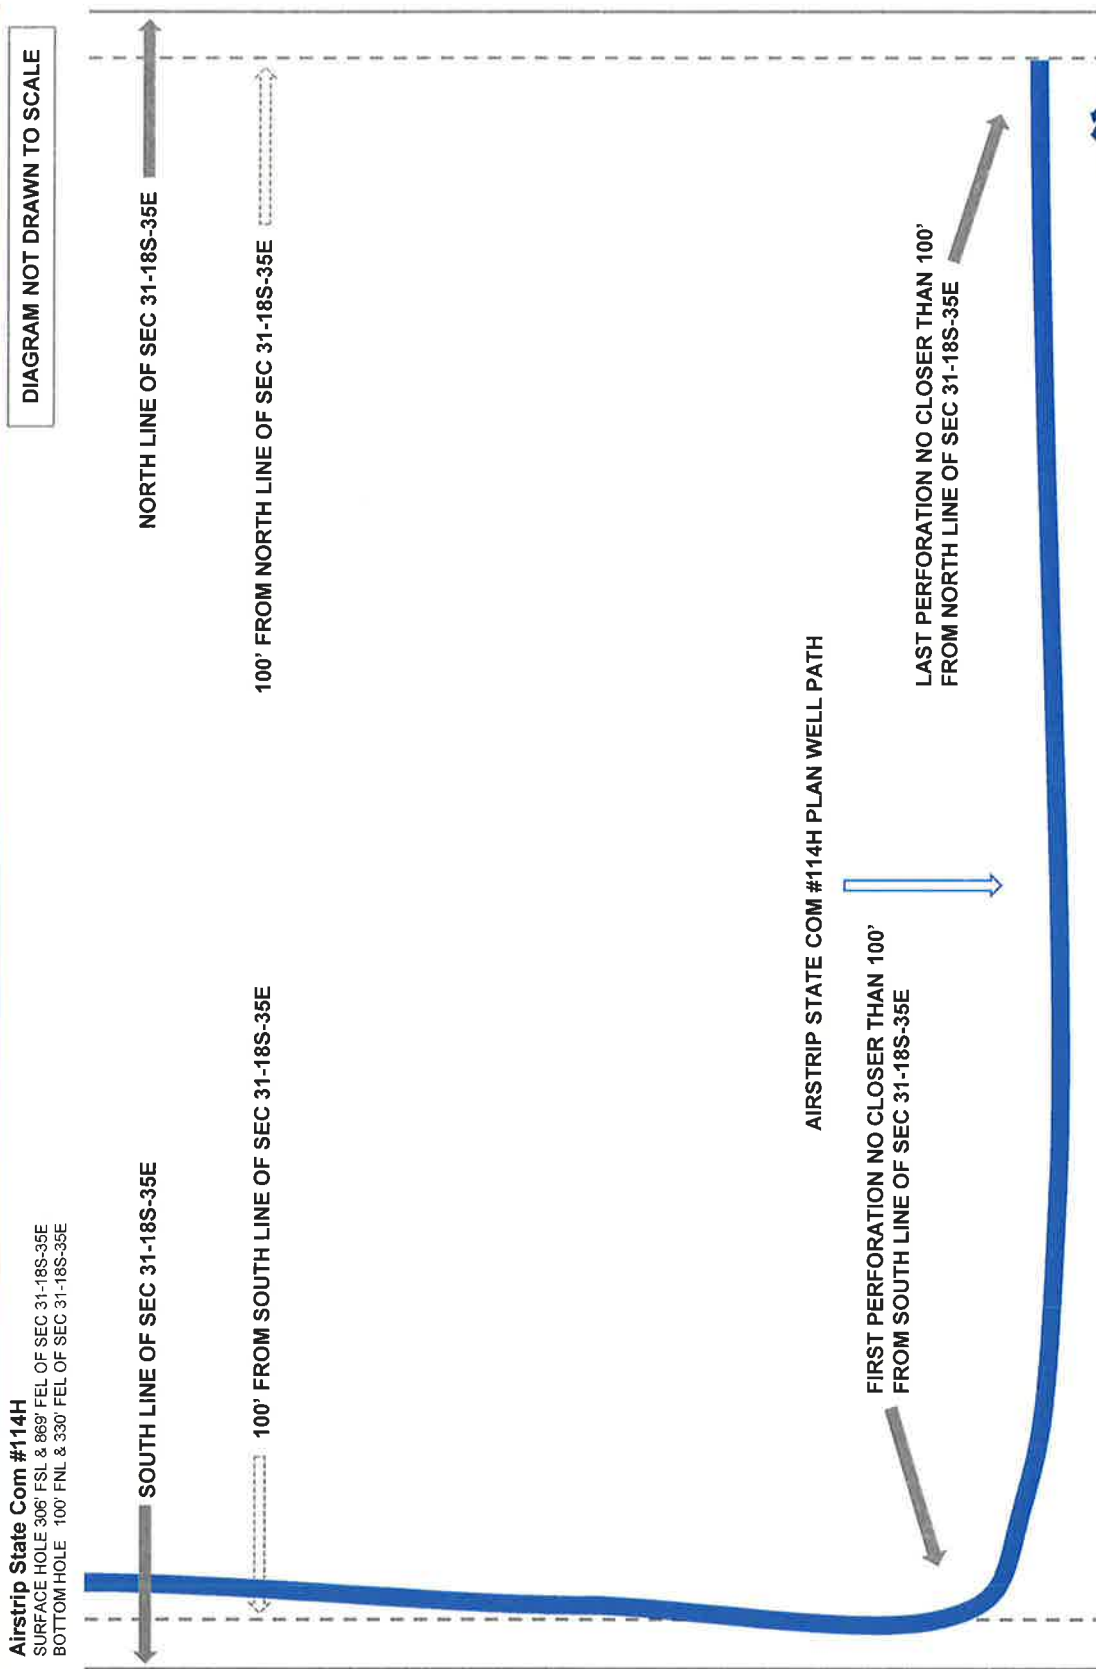 Airstrip State Com #114H
SURFACE HOLE 306' FSL & 869' FEL OF SEC 31-18S-35E
BOTTOM HOLE 100' FNL & 330' FEL OF SEC 31-18S-35E
DIAGRAM NOT DRAWN TO SCALE
SOUTH LINE OF SEC 31-18S-35E
NORTH LINE OF SEC 31-18S-35E
100' FROM SOUTH LINE OF SEC 31-18S-35E
100' FROM NORTH LINE OF SEC 31-18S-35E
AIRSTRIP STATE COM #114H PLAN WELL PATH
FIRST PERFORATION NO CLOSER THAN 100'
FROM SOUTH LINE OF SEC 31-18S-35E
LAST PERFORATION NO CLOSER THAN 100'
FROM NORTH LINE OF SEC 31-18S-35E